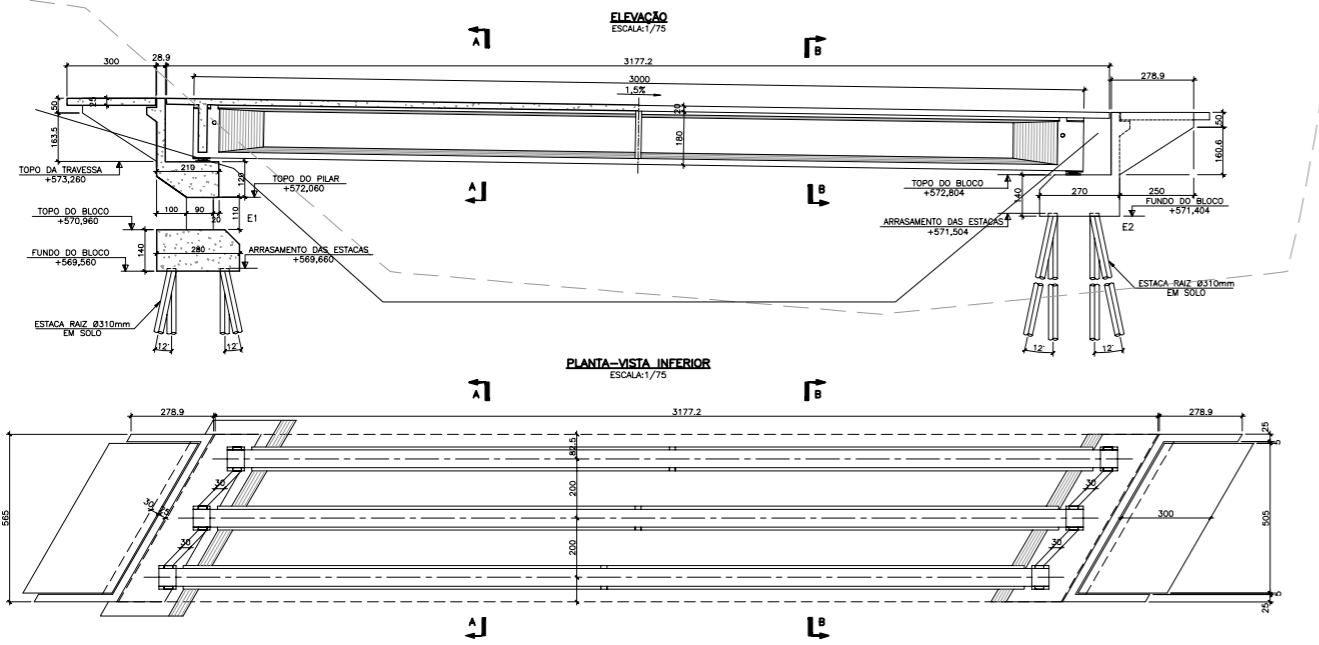 ELEVAÇÃO
ESCALA:1/75
A
B
300
28.9
3177.2
278.9
3000
1,5%
50
25
20
50
163.5
180
160.6
TOPO DA TRAVESSA
+573,260
210
120
TOPO DO PILAR
+572,060
A
B
TOPO DO BLOCO
+572,804
140
270
250
FUNDO DO BLOCO
+571,404
TOPO DO BLOCO
+570,960
100
90
20
110
E1
ARRASAMENTO DAS ESTACAS
+571,504
E2
FUNDO DO BLOCO
+569,560
140
280
ARRASAMENTO DAS ESTACAS
+569,660
ESTACA RAIZ Ø310mm
EM SOLO
ESTACA RAIZ Ø310mm
EM SOLO
12°
12°
12°
12°
PLANTA-VISTA INFERIOR
ESCALA:1/75
A
B
278.9
3177.2
278.9
25
5
82.5
30
30
200
565
30
300
505
30
30
200
5
25
A
B